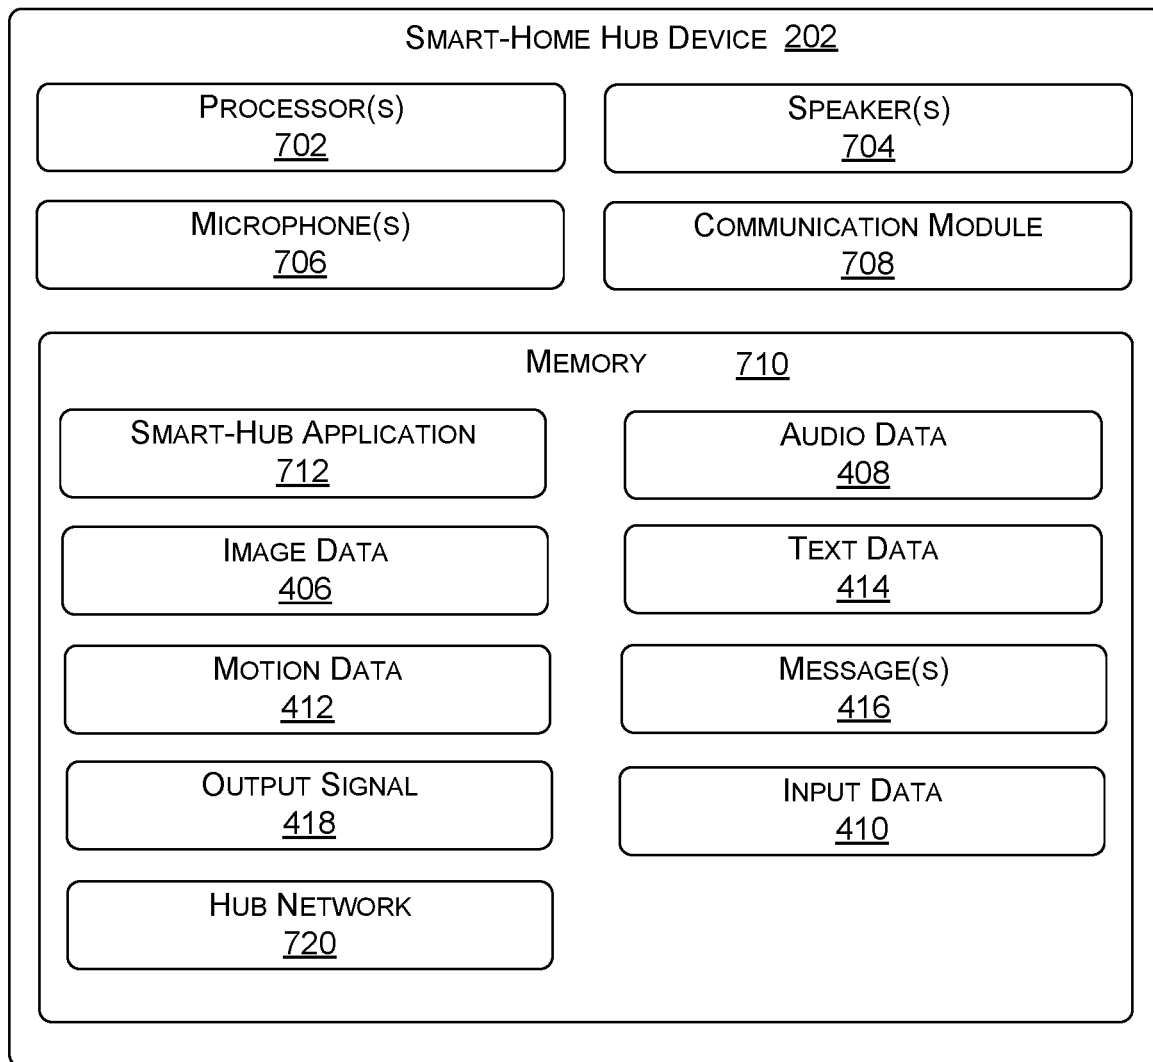 SMART-HOME HUB DEVICE 202
PROCESSOR(S)
702
SPEAKER(S)
704
MICROPHONE(S)
706
COMMUNICATION MODULE
708
MEMORY 710
SMART-HUB APPLICATION
712
AUDIO DATA
408
IMAGE DATA
406
TEXT DATA
414
MOTION DATA
412
MESSAGE(S)
416
OUTPUT SIGNAL
418
INPUT DATA
410
HUB NETWORK
720